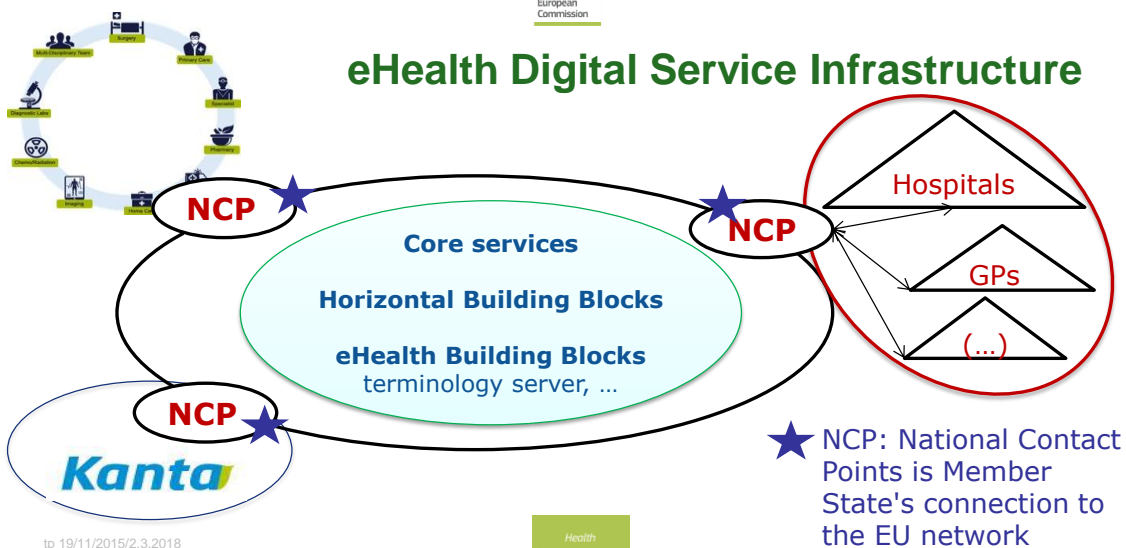 European
Commission
eHealth Digital Service Infrastructure
Surgery
Multi-Disciplinary Team
Primary Care
Diagnostic Labs
Specialist
Pharmacy
Chemo/Radiation
Imaging
Home Car
NCP
NCP
Hospitals
GPs
(…)
Core services
Horizontal Building Blocks
eHealth Building Blocks
terminology server, …
NCP
Kanta
NCP: National Contact
Points is Member
State's connection to
the EU network
Health
tp 19/11/2015/2.3.2018